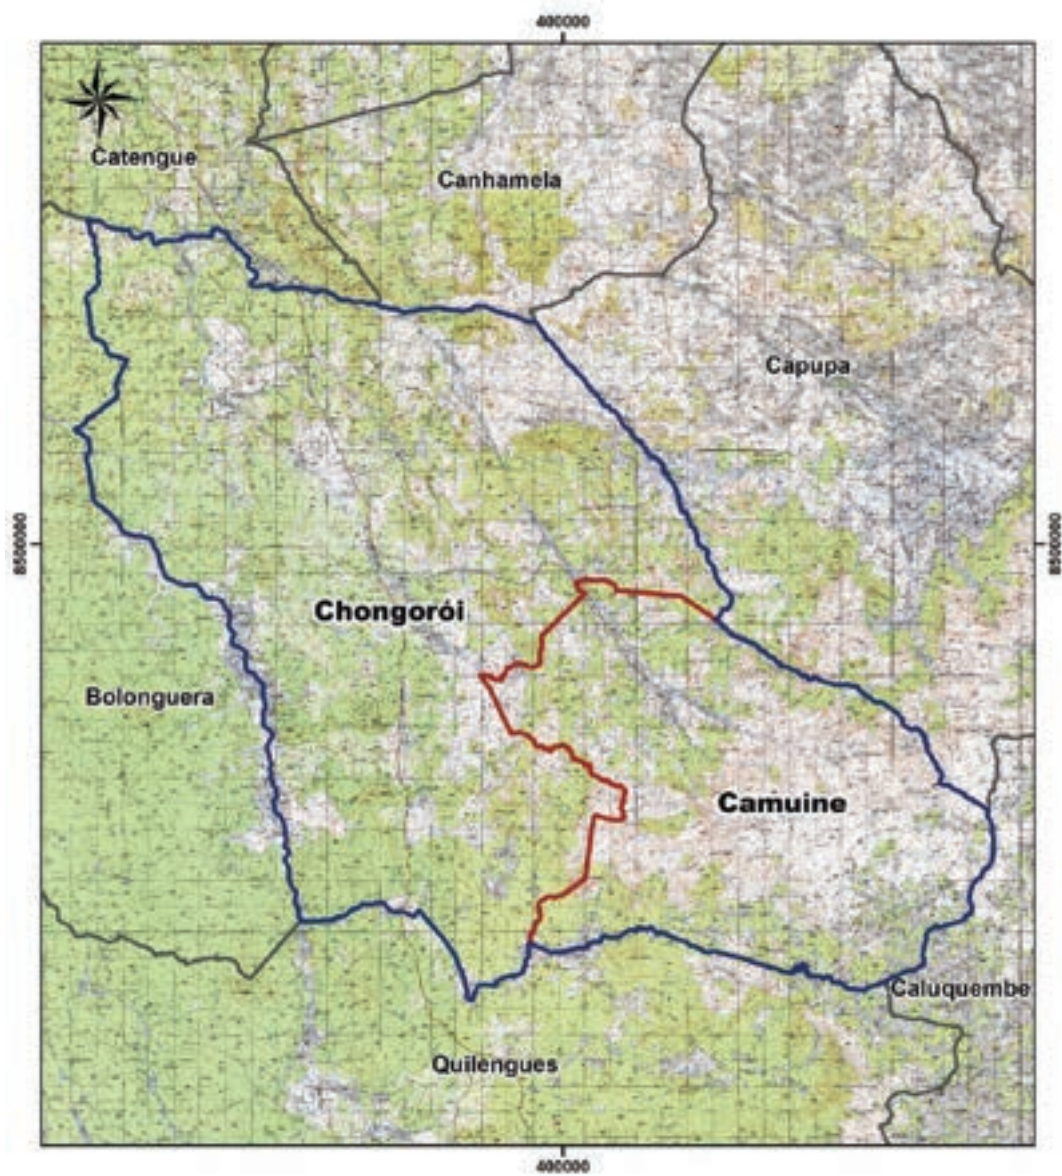 400000
Catengue
Canhamela
Capupa
8500000
8500000
Chongorói
Bolonguera
Camuine
Caluquembe
Quilengues
400000